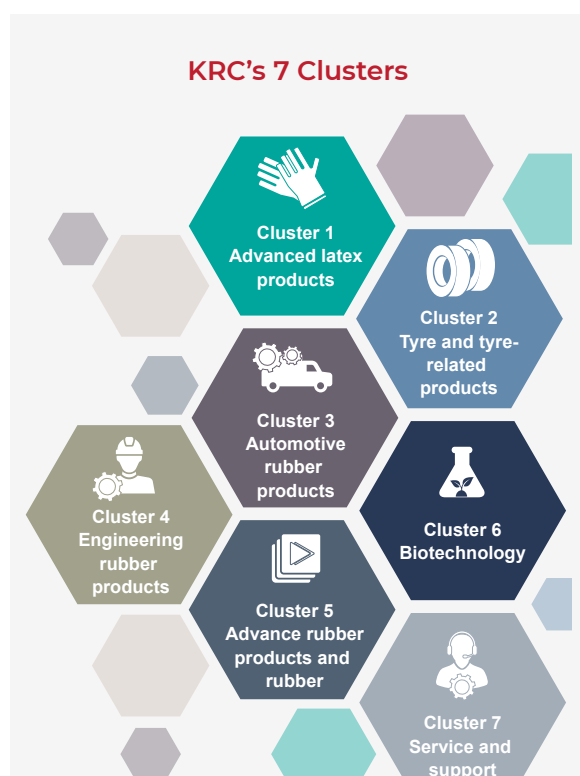 KRC’s 7 Clusters
Cluster 1
Advanced latex
products
Cluster 2
Tyre and tyre-
related
products
Cluster 3
Automotive
rubber
products
Cluster 4
Engineering
rubber
products
Cluster 5
Advance rubber
products and
rubber
Cluster 6
Biotechnology
Cluster 7
Service and
support